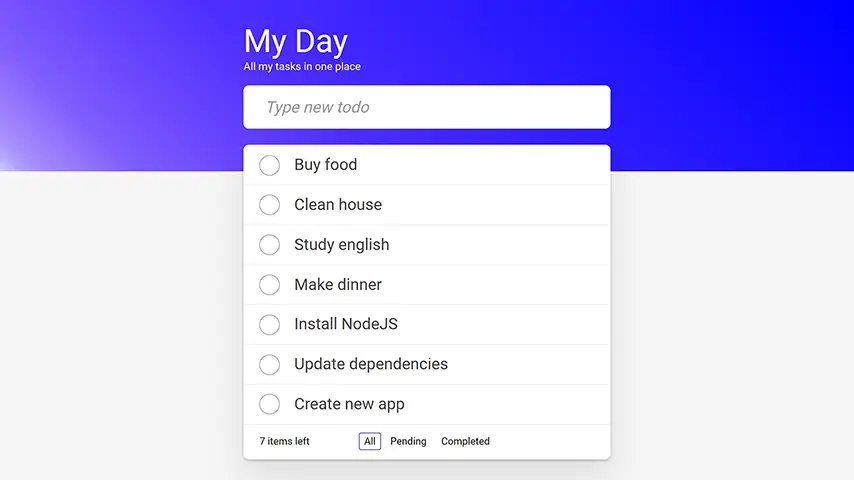 My Day
All my tasks in one place
Type new todo
Buy food
Clean house
Study english
Make dinner
Install NodeJS
Update dependencies
Create new app
7 items left All Pending Completed